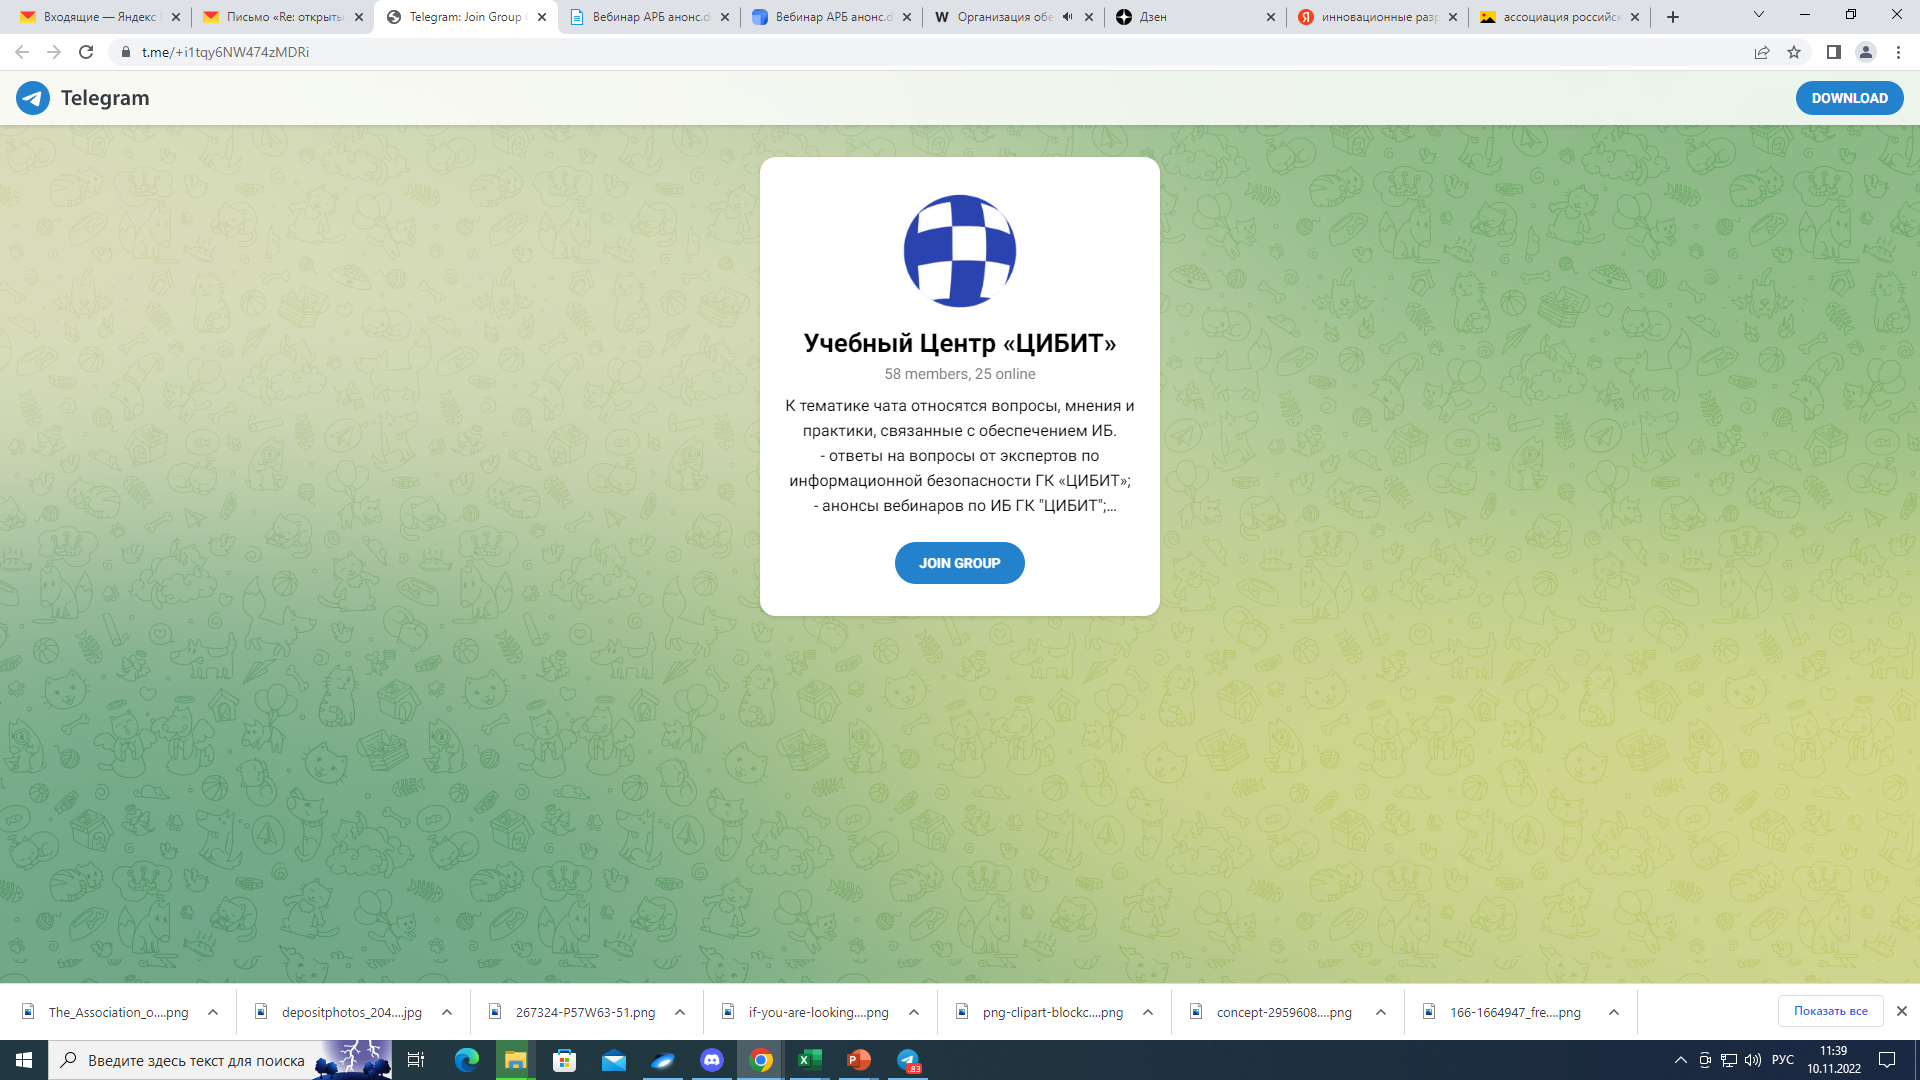 Входящие — Яндекс
Письмо «Re: открыты
Telegram: Join Group
Вебинар АРБ анонс.d
Вебинар АРБ анонс.d
Организация обе
Дзен
инновационные разр
ассоциация российск
t.me/+i1tqy6NW474zMDRi
Telegram
DOWNLOAD
Учебный Центр «ЦИБИТ»
58 members, 25 online
К тематике чата относятся вопросы, мнения и
практики, связанные с обеспечением ИБ.
- ответы на вопросы от экспертов по
информационной безопасности ГК «ЦИБИТ»;
- анонсы вебинаров по ИБ ГК "ЦИБИТ";...
JOIN GROUP
The_Association_o....png
depositphotos_204....jpg
267324-P57W63-51.png
if-you-are-looking....png
png-clipart-blockc....png
concept-2959608....png
166-1664947_fre....png
Показать все
Введите здесь текст для поиска
83
РУС
11:39
10.11.2022